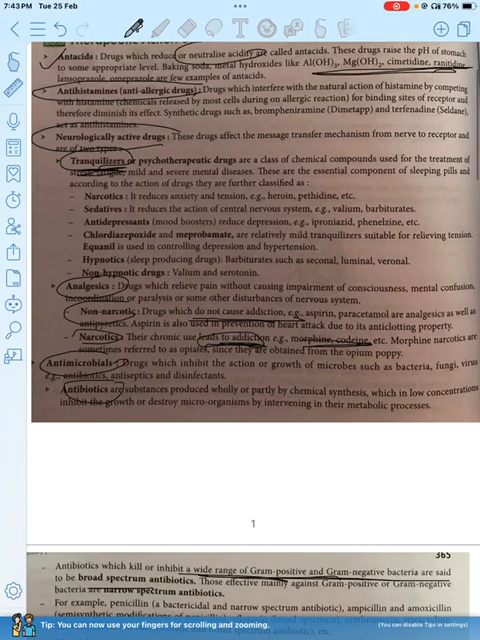 7:43 PM Tue 25 Feb
76%
Therapeutic Action
Antacids : Drugs which reduce or neutralise acidity are called antacids. These drugs raise the pH of stomach
to some appropriate level. Baking soda, metal hydroxides like Al(OH)3, Mg(OH)2, cimetidine, ranitidine,
lansoprazole, omeprazole are few examples of antacids.
Antihistamines (anti-allergic drugs) : Drugs which interfere with the natural action of histamine by competing
with histamine (chemicals released by most cells during an allergic reaction) for binding sites of receptor and
therefore diminish its effect. Synthetic drugs such as, brompheniramine (Dimetapp) and terfenadine (Seldane),
act as antihistamines.
Neurologically active drugs : These drugs affect the message transfer mechanism from nerve to receptor and
are of two types :
Tranquilizers or psychotherapeutic drugs are a class of chemical compounds used for the treatment of
stress, fatigue, mild and severe mental diseases. These are the essential component of sleeping pills and
according to the action of drugs they are further classified as :
– Narcotics : It reduces anxiety and tension, e.g., heroin, pethidine, etc.
– Sedatives : It reduces the action of central nervous system, e.g., valium, barbiturates.
– Antidepressants (mood boosters) reduce depression, e.g., iproniazid, phenelzine, etc.
– Chlordiazepoxide and meprobamate, are relatively mild tranquilizers suitable for relieving tension.
Equanil is used in controlling depression and hypertension.
– Hypnotics (sleep producing drugs): Barbiturates such as seconal, luminal, veronal.
– Non-hypnotic drugs : Valium and serotonin.
Analgesics : Drugs which relieve pain without causing impairment of consciousness, mental confusion,
incoordination or paralysis or some other disturbances of nervous system.
– Non-narcotic : Drugs which do not cause addiction, e.g., aspirin, paracetamol are analgesics as well as
antipyretics. Aspirin is also used in prevention of heart attack due to its anticlotting property.
– Narcotics : Their chronic use leads to addiction e.g., morphine, codeine, etc. Morphine narcotics are
sometimes referred to as opiates, since they are obtained from the opium poppy.
Antimicrobials : Drugs which inhibit the action or growth of microbes such as bacteria, fungi, virus
e.g., antibiotics, antiseptics and disinfectants.
Antibiotics are substances produced wholly or partly by chemical synthesis, which in low concentrations
inhibit the growth or destroy micro-organisms by intervening in their metabolic processes.
1
365
– Antibiotics which kill or inhibit a wide range of Gram-positive and Gram-negative bacteria are said
to be broad spectrum antibiotics. Those effective mainly against Gram-positive or Gram-negative
bacteria are narrow spectrum antibiotics.
– For example, penicillin (a bactericidal and narrow spectrum antibiotic), ampicillin and amoxicillin
Tip: You can now use your fingers for scrolling and zooming.
(You can disable Tips in settings)